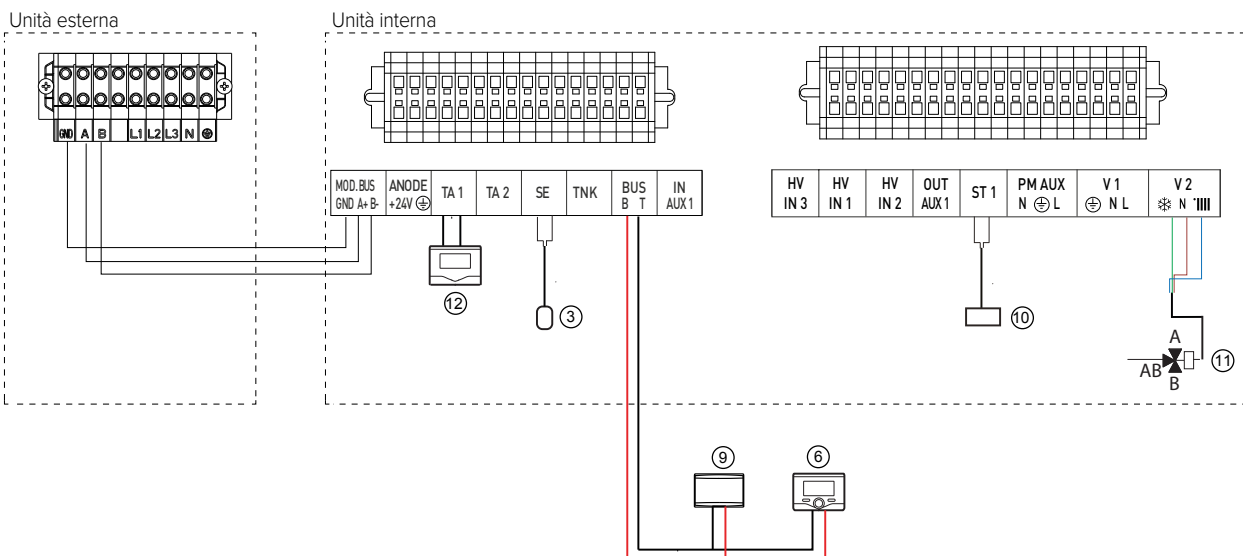 Unità esterna
Unità interna
GND A B L1 L2 L3 N ⏚
MOD.BUS
GND A+ B-
ANODE
+24V ⏚
TA 1
TA 2
SE
TNK
BUS
B T
IN
AUX 1
HV
IN 3
HV
IN 1
HV
IN 2
OUT
AUX 1
ST 1
PM AUX
N ⏚ L
V 1
⏚ N L
V 2
N
12
3
10
A
AB
B
11
9
6